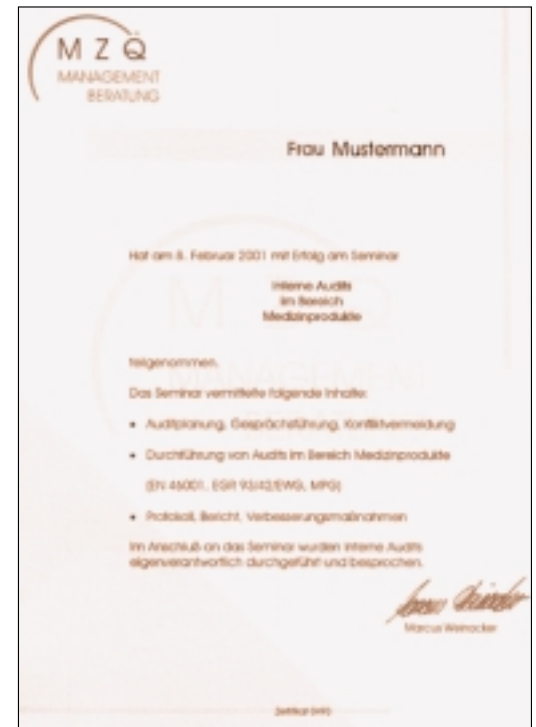 M Z Q
MANAGEMENT
BERATUNG
Frau Mustermann
Hat am 8. Februar 2001 mit Erfolg am Seminar
Interne Audits
im Bereich
Medizinprodukte
teilgenommen.
Das Seminar vermittelte folgende Inhalte:
• Auditplanung, Gesprächsführung, Konfliktvermeidung
• Durchführung von Audits im Bereich Medizinprodukte
(EN 46001, EGR 93/42/EWG, MPG)
• Protokoll, Bericht, Verbesserungsmaßnahmen
Im Anschluß an das Seminar wurden interne Audits
eigenverantwortlich durchgeführt und besprochen.
Marcus